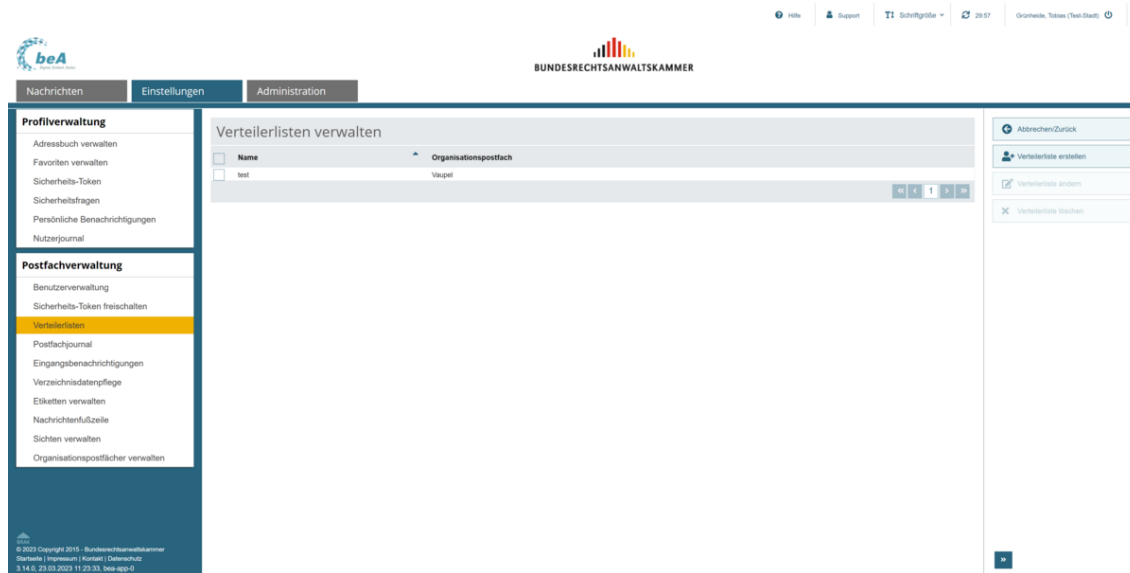 Hilfe Support Schriftgröße 29:57 Grünheide, Tobias (Test-Stadt)
beA
BUNDESRECHTSANWALTSKAMMER
Nachrichten Einstellungen Administration
Profilverwaltung
Adressbuch verwalten
Favoriten verwalten
Sicherheits-Token
Sicherheitsfragen
Persönliche Benachrichtigungen
Nutzerjournal
Postfachverwaltung
Benutzerverwaltung
Sicherheits-Token freischalten
Verteilerlisten
Postfachjournal
Eingangsbenachrichtigungen
Verzeichnisdatenpflege
Etiketten verwalten
Nachrichtenfußzeile
Sichten verwalten
Organisationspostfächer verwalten
BRAK
© 2023 Copyright 2015 - Bundesrechtsanwaltskammer
Startseite | Impressum | Kontakt | Datenschutz
3.14.0, 23.03.2023 11:23:33, bea-app-0
Verteilerlisten verwalten
Name Organisationspostfach
test Vaupel
« ‹ 1 › »
Abbrechen/Zurück
Verteilerliste erstellen
Verteilerliste ändern
Verteilerliste löschen
»